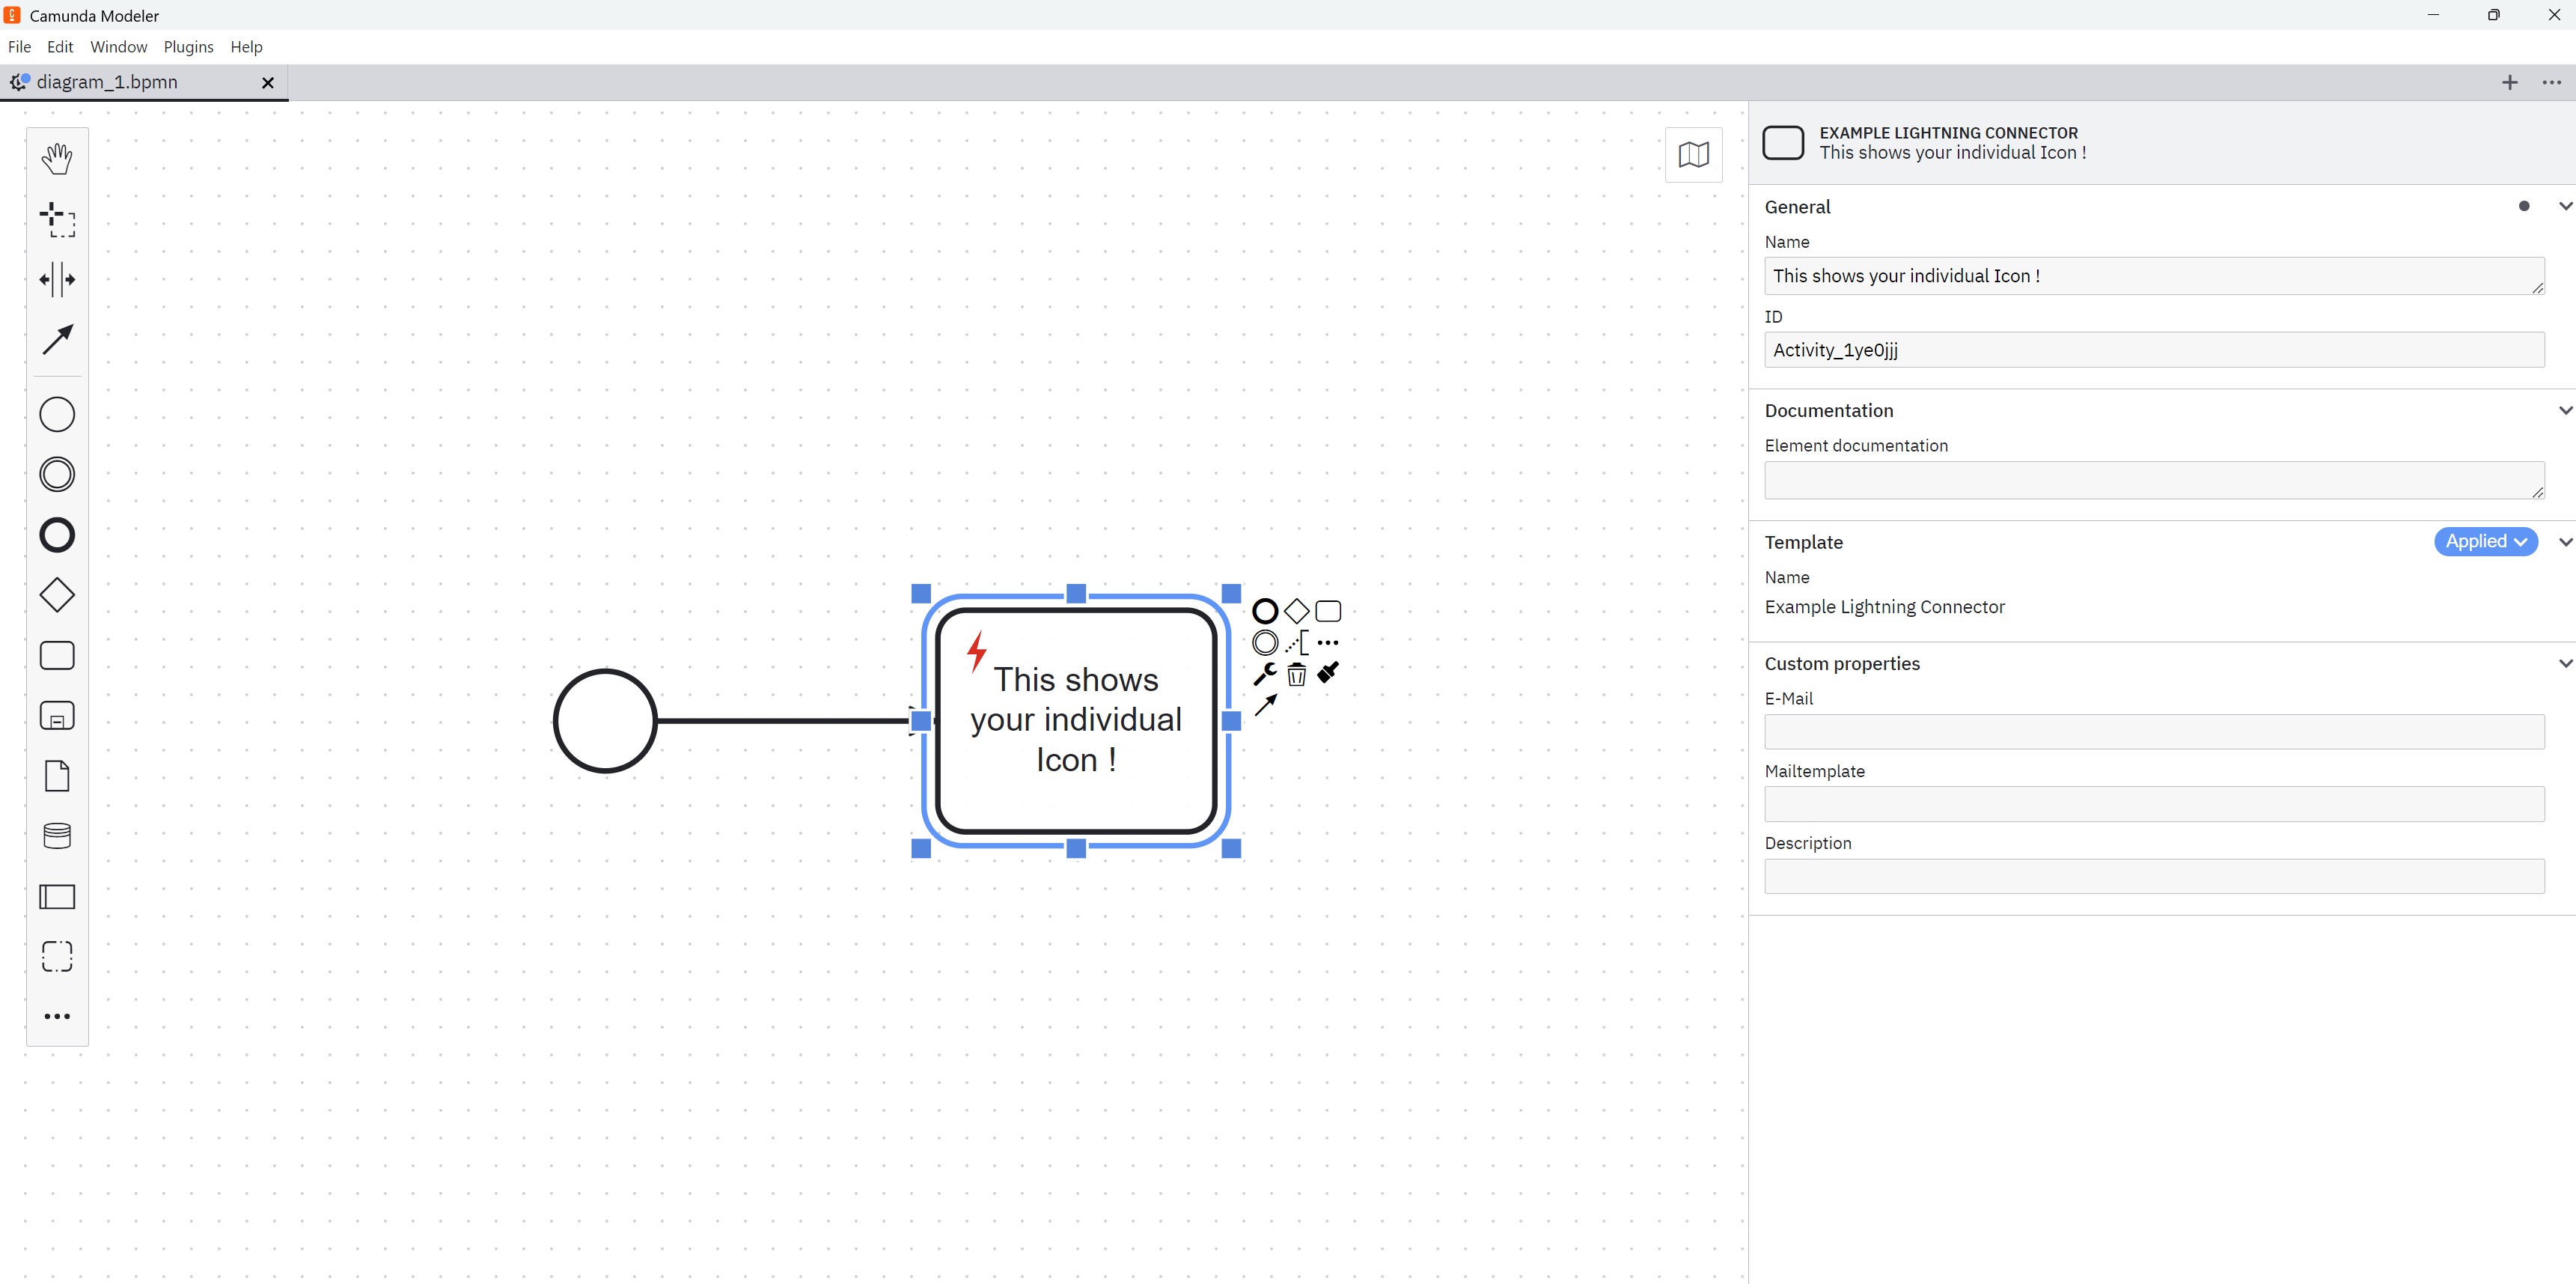 Camunda Modeler
File Edit Window Plugins Help
diagram_1.bpmn
This shows
your individual
Icon !
EXAMPLE LIGHTNING CONNECTOR
This shows your individual Icon !
General
Name
This shows your individual Icon !
ID
Activity_1ye0jjj
Documentation
Element documentation
Template
Applied
Name
Example Lightning Connector
Custom properties
E-Mail
Mailtemplate
Description